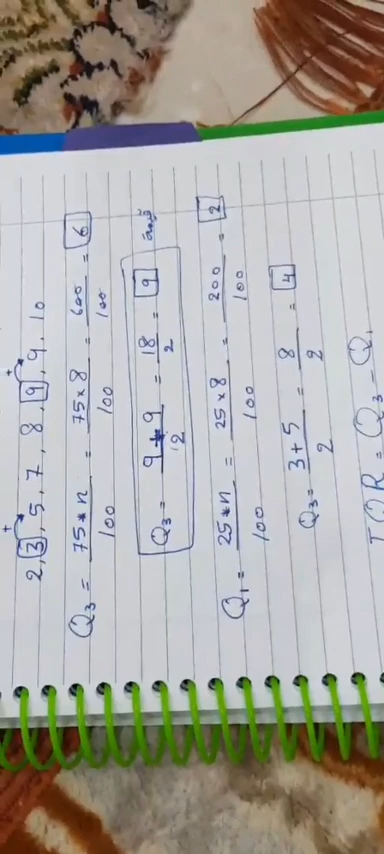 2, 3, 5, 7, 8, 9, 9, 10
Q₃ = 75*n/100 = 75×8/100 = 600/100 = 6
Q₃ = 9+9/2 = 18/2 = 9
Q₁ = 25*n/100 = 25×8/100 = 200/100 = 2
Q₃ = 3+5/2 = 8/2 = 4
IQR = Q₃ - Q₁